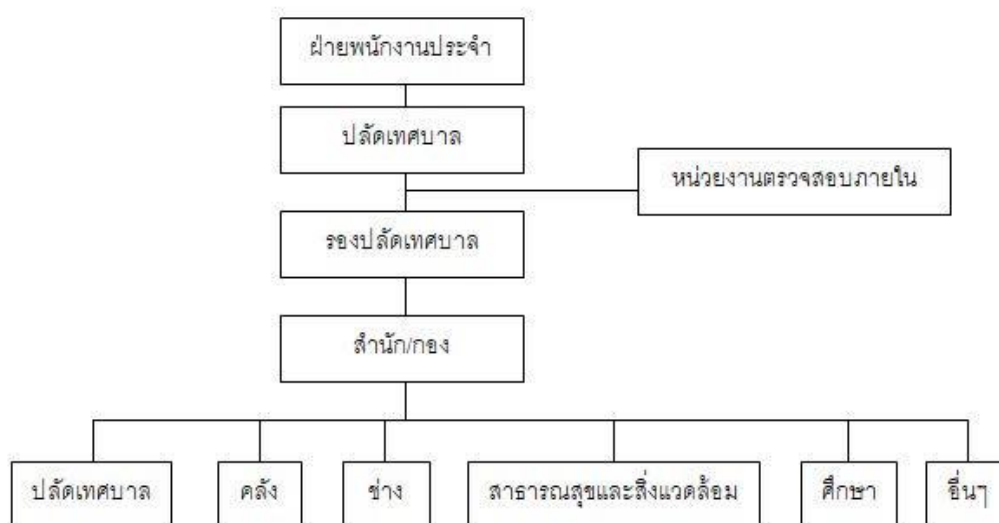 ฝ่ายพนักงานประจำ
ปลัดเทศบาล
หน่วยงานตรวจสอบภายใน
รองปลัดเทศบาล
สำนัก/กอง
ปลัดเทศบาล
คลัง
ช่าง
สาธารณสุขและสิ่งแวดล้อม
ศึกษา
อื่นๆ